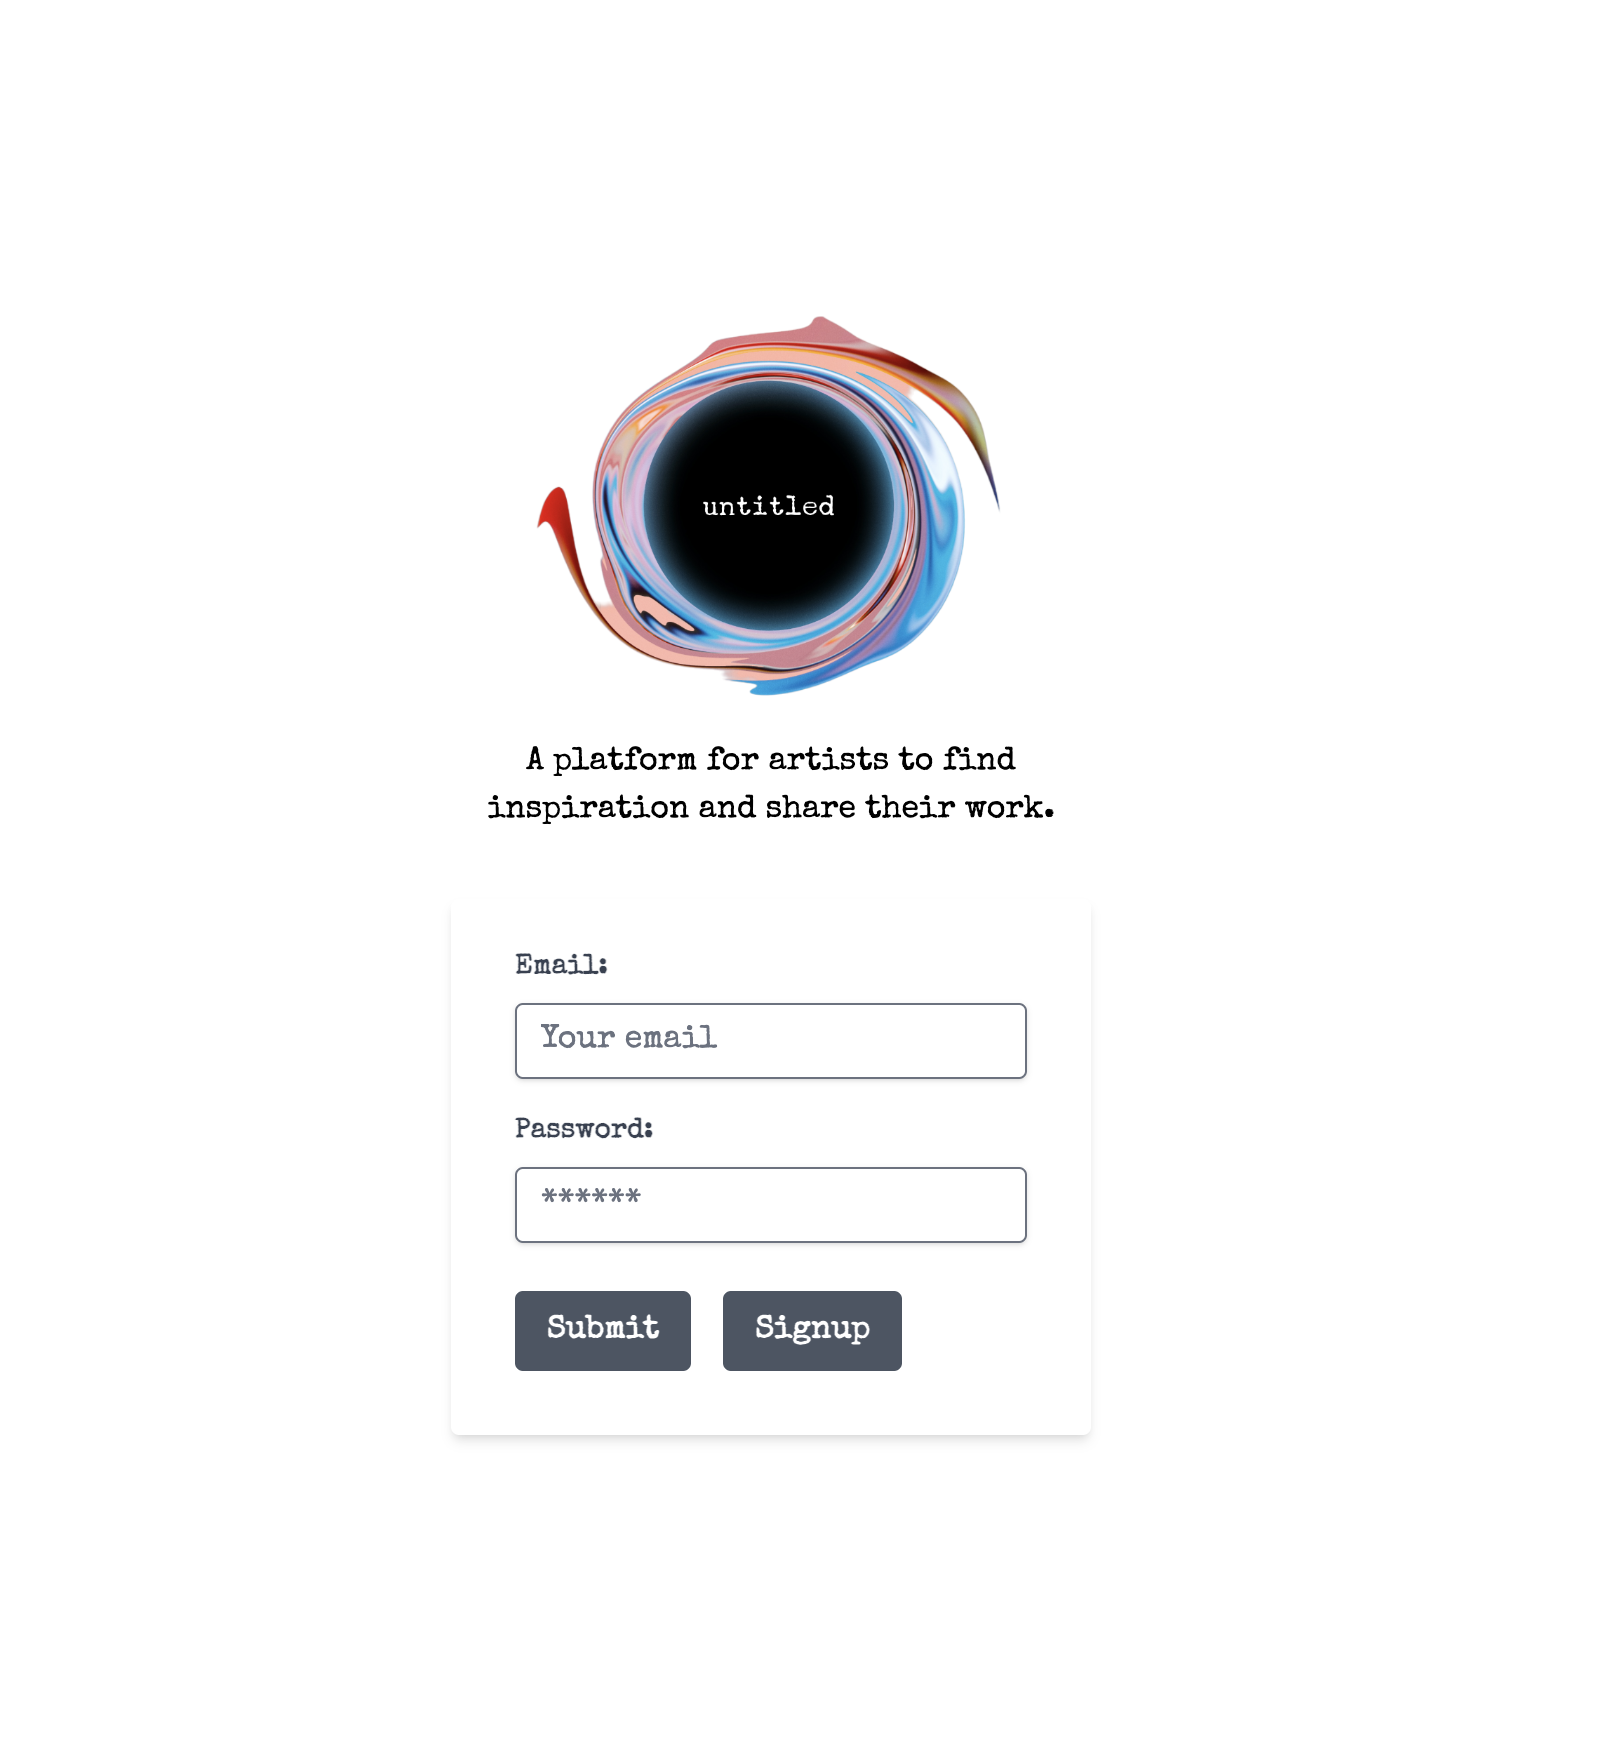 untitled
A platform for artists to find
inspiration and share their work.
Email:
Your email
Password:
******
Submit
Signup